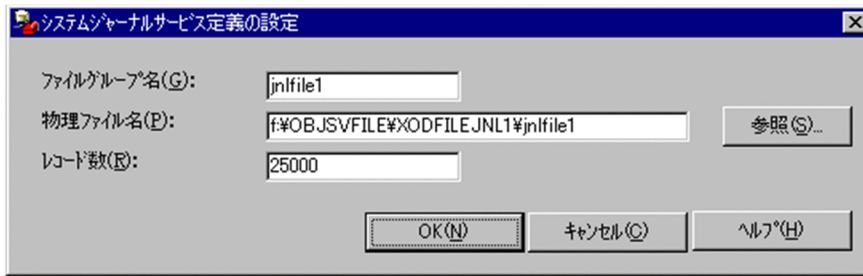 システムジャーナルサービス定義の設定
ファイルグループ名(G):
jnlfile1
物理ファイル名(P):
f:¥OBJSVFILE¥XODFILEJNL1¥jnlfile1
参照(S)...
レコード数(R):
25000
OK(N)
キャンセル(C)
ヘルプ(H)